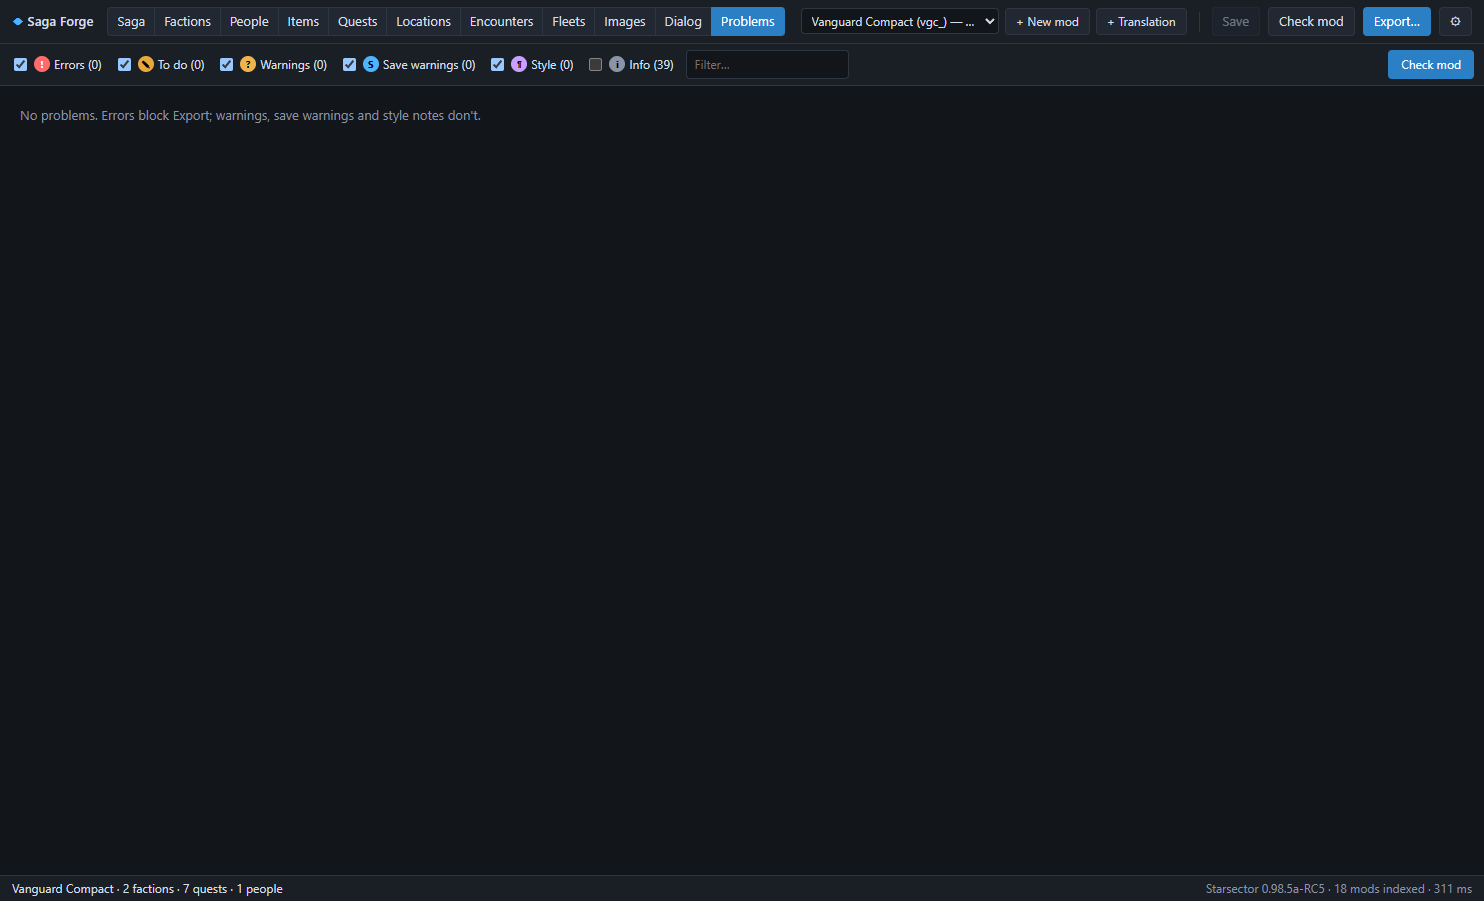 Saga Forge Saga Factions People Items Quests Locations Encounters Fleets Images Dialog Problems Vanguard Compact (vgc_) — ... + New mod + Translation Save Check mod Export...
! Errors (0) To do (0) ? Warnings (0) S Save warnings (0) ¶ Style (0) i Info (39) Filter... Check mod
No problems. Errors block Export; warnings, save warnings and style notes don't.
Vanguard Compact · 2 factions · 7 quests · 1 people Starsector 0.98.5a-RC5 · 18 mods indexed · 311 ms